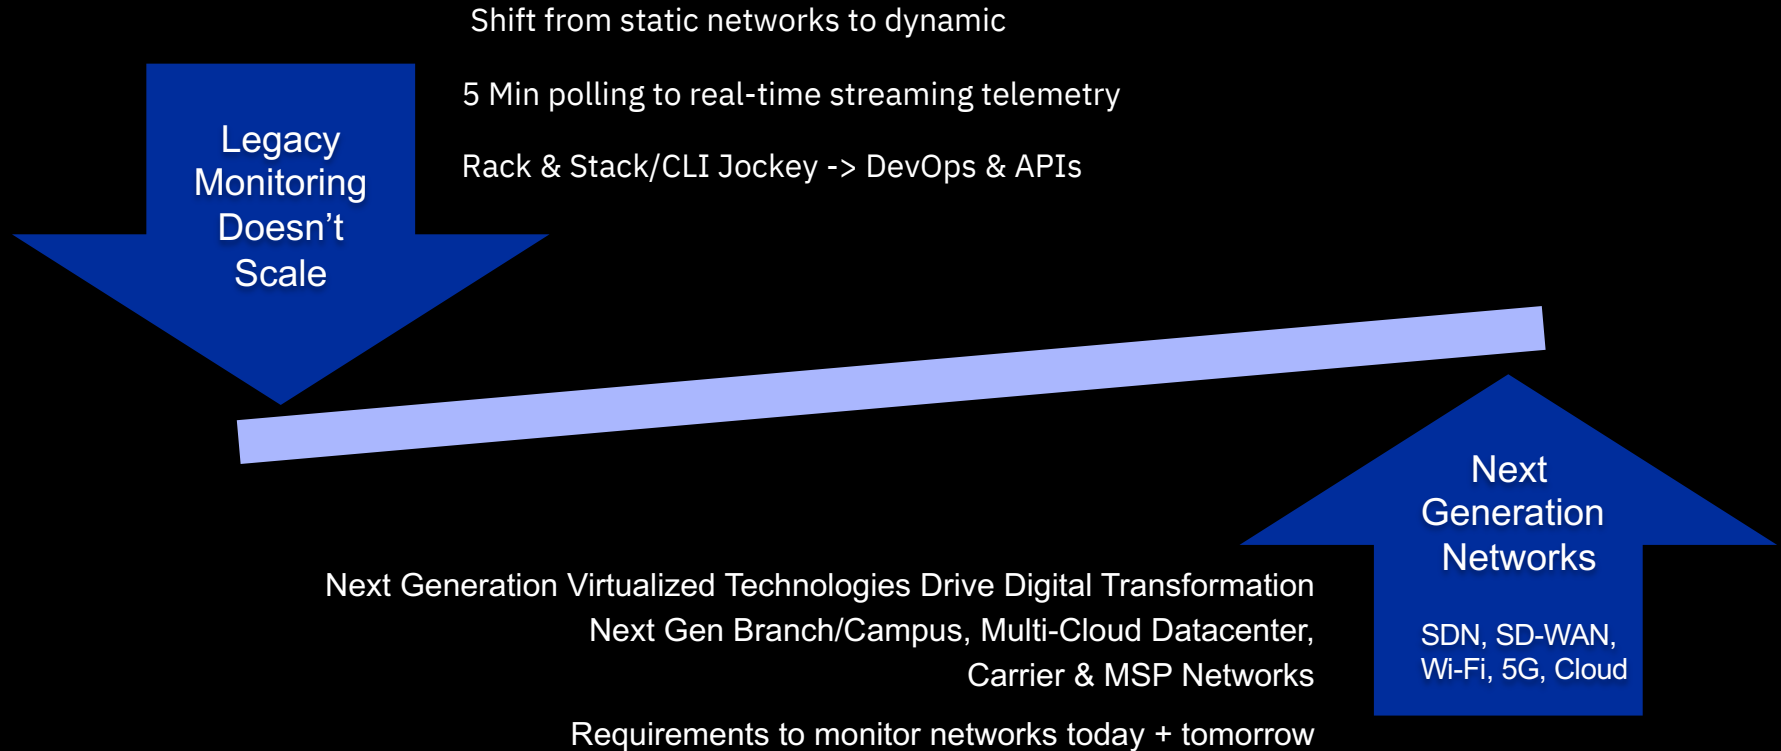 Shift from static networks to dynamic
5 Min polling to real-time streaming telemetry
Rack & Stack/CLI Jockey -> DevOps & APIs
Legacy
Monitoring
Doesn’t
Scale
Next
Generation
Networks
SDN, SD-WAN,
Wi-Fi, 5G, Cloud
Next Generation Virtualized Technologies Drive Digital Transformation
Next Gen Branch/Campus, Multi-Cloud Datacenter,
Carrier & MSP Networks
Requirements to monitor networks today + tomorrow